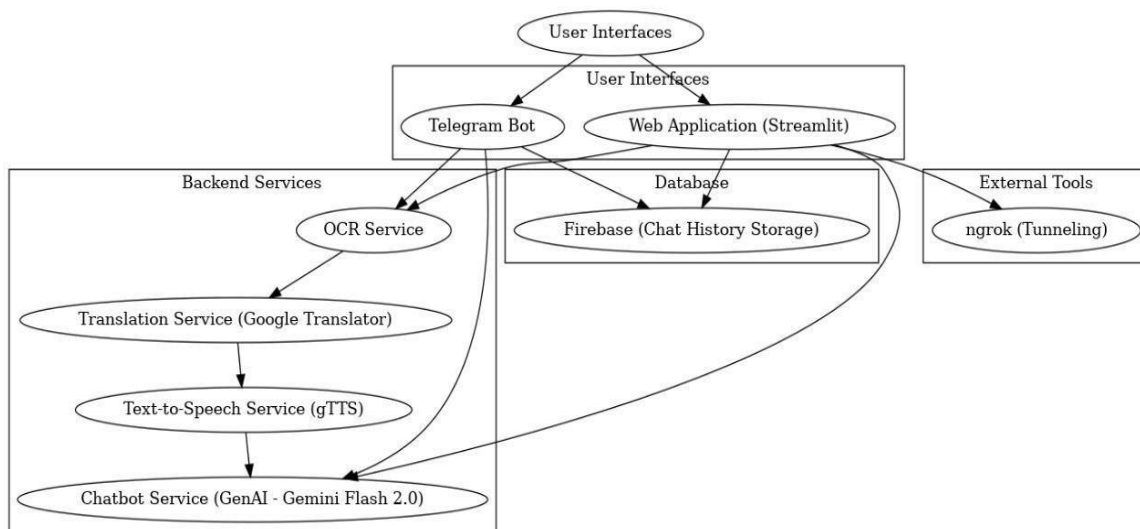 User Interfaces
User Interfaces
Telegram Bot
Web Application (Streamlit)
Backend Services
Database
External Tools
OCR Service
Firebase (Chat History Storage)
ngrok (Tunneling)
Translation Service (Google Translator)
Text-to-Speech Service (gTTS)
Chatbot Service (GenAI - Gemini Flash 2.0)